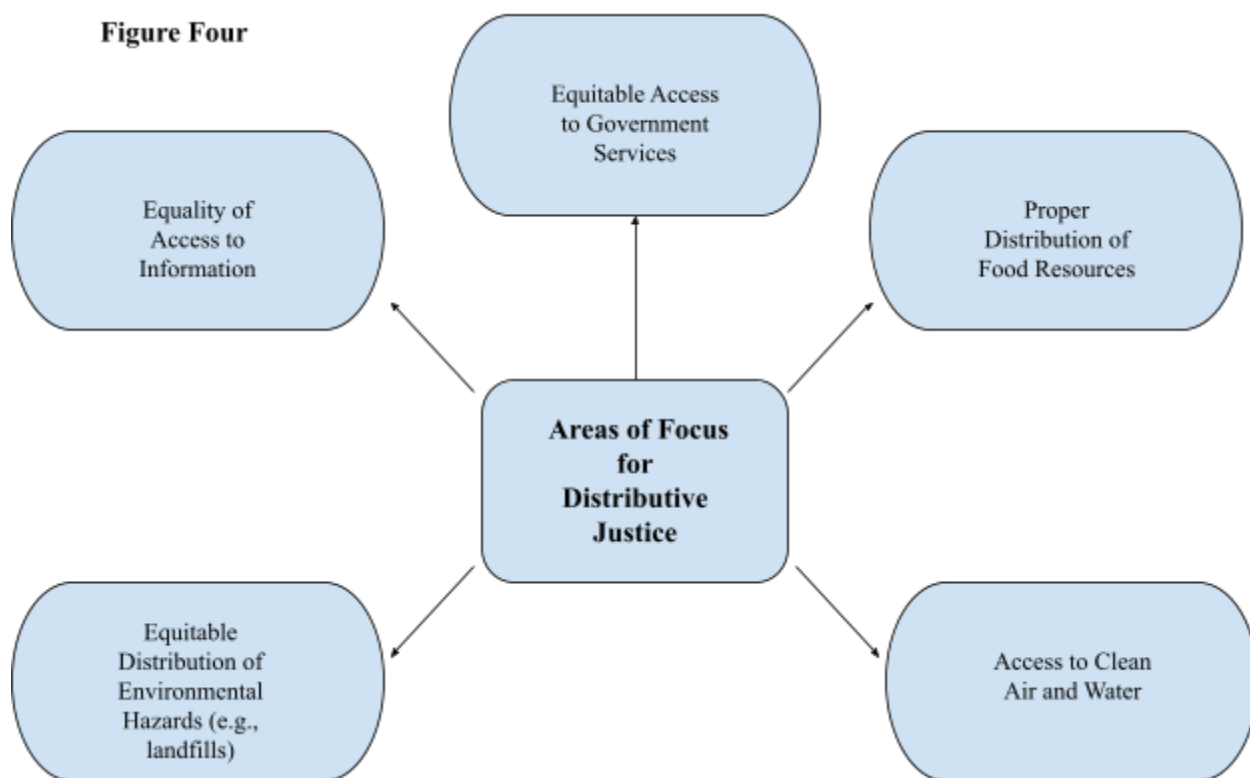 Figure Four
Equitable Access
to Government
Services
Equality of
Access to
Information
Proper
Distribution of
Food Resources
Areas of Focus
for
Distributive
Justice
Equitable
Distribution of
Environmental
Hazards (e.g.,
landfills)
Access to Clean
Air and Water